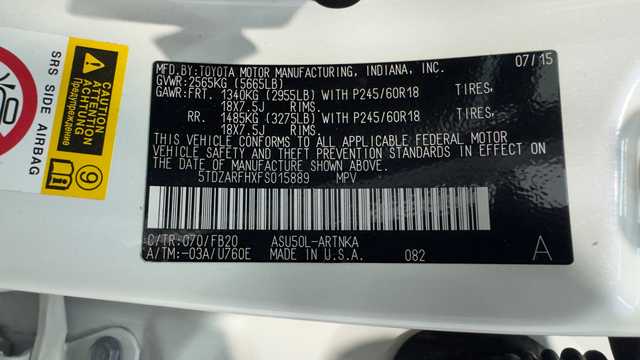 SRS SIDE AIRBAG
CAUTION
ATTENTION
Предупреждение
9
MFD.BY:TOYOTA MOTOR MANUFACTURING, INDIANA, INC. 07/15
GVWR:2565KG (5665LB)
GAWR:FRT. 1340KG (2955LB) WITH P245/60R18 TIRES,
18X7.5J RIMS.
RR. 1485KG (3275LB) WITH P245/60R18 TIRES,
18X7.5J RIMS.
THIS VEHICLE CONFORMS TO ALL APPLICABLE FEDERAL MOTOR
VEHICLE SAFETY AND THEFT PREVENTION STANDARDS IN EFFECT ON
THE DATE OF MANUFACTURE SHOWN ABOVE.
5TDZARFHXFS015889 MPV
C/TR:070/FB20 ASU50L-ARTNKA
A/TM:-03A/U760E MADE IN U.S.A. 082 A